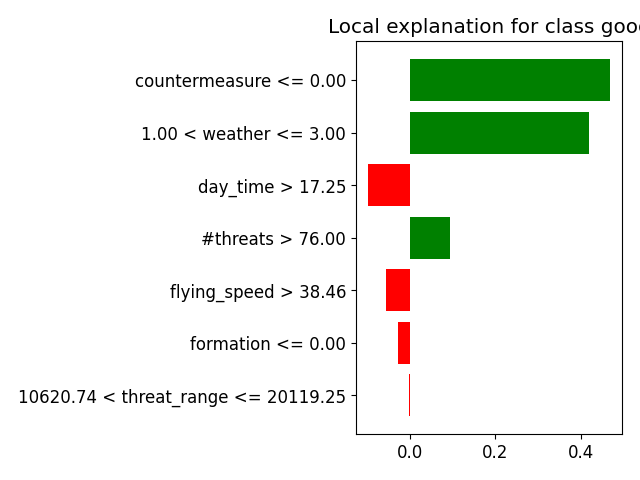 Local explanation for class goo
countermeasure <= 0.00
1.00 < weather <= 3.00
day_time > 17.25
#threats > 76.00
flying_speed > 38.46
formation <= 0.00
10620.74 < threat_range <= 20119.25
0.0 0.2 0.4